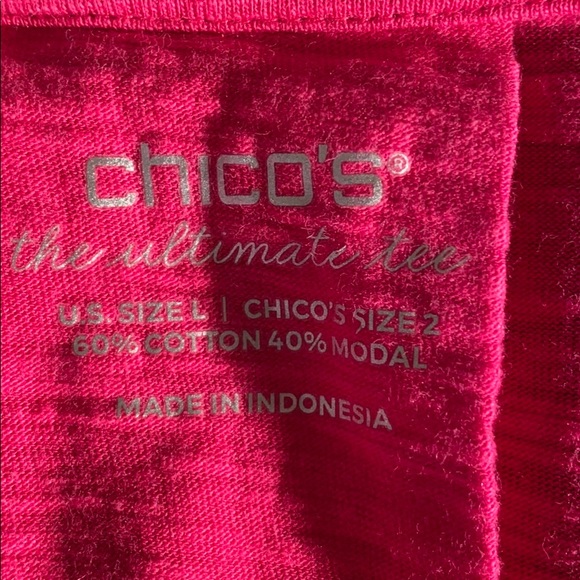 chico's®
the ultimate tee
U.S. SIZE L | CHICO'S SIZE 2
60% COTTON 40% MODAL
MADE IN INDONESIA